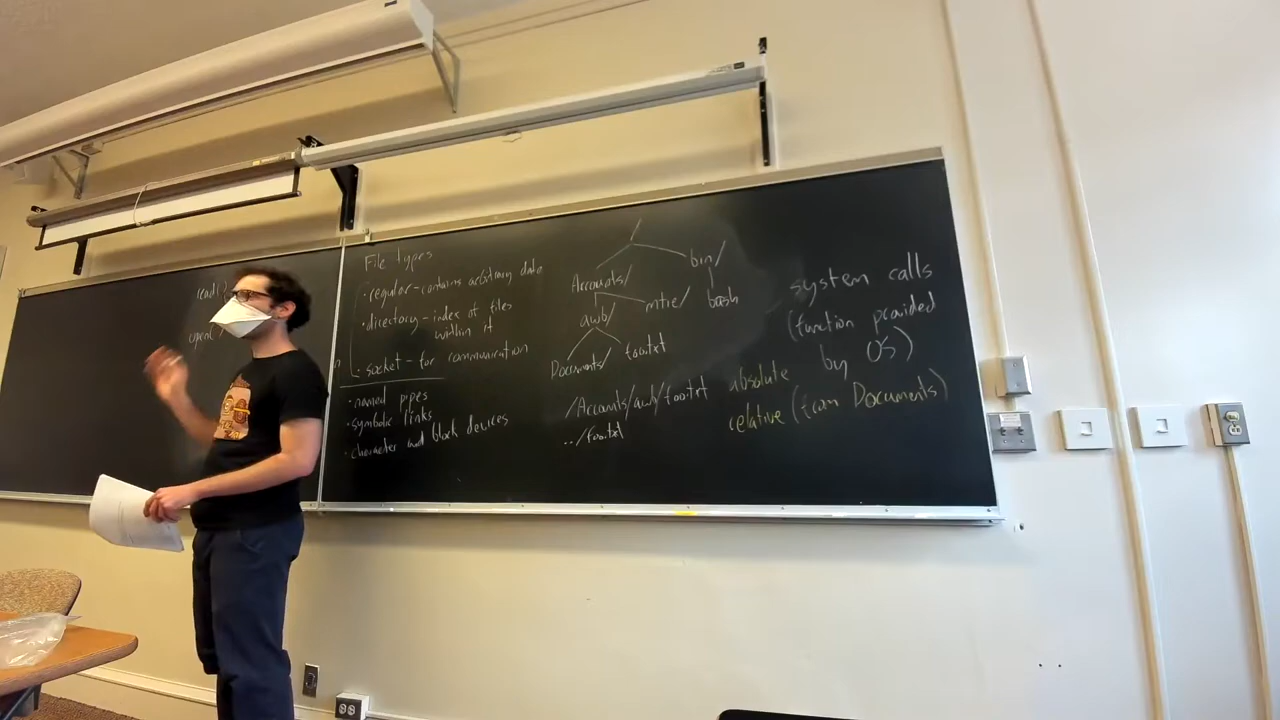 read(
open(
File types
• regular - contains arbitrary data
• directory - index of files
within it
• socket - for communication
• named pipes
• symbolic links
• character and block devices
/
Accounts/ bin/
awb/ mtie/ bash
Documents/ foo.txt
/Accounts/awb/foo.txt absolute
../foo.txt relative (from Documents)
system calls
(function provided
by OS)